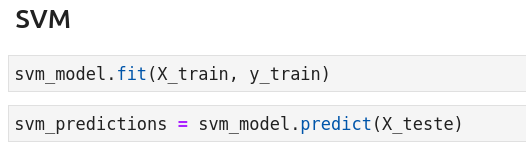 SVM
svm_model.fit(X_train, y_train)
svm_predictions = svm_model.predict(X_teste)